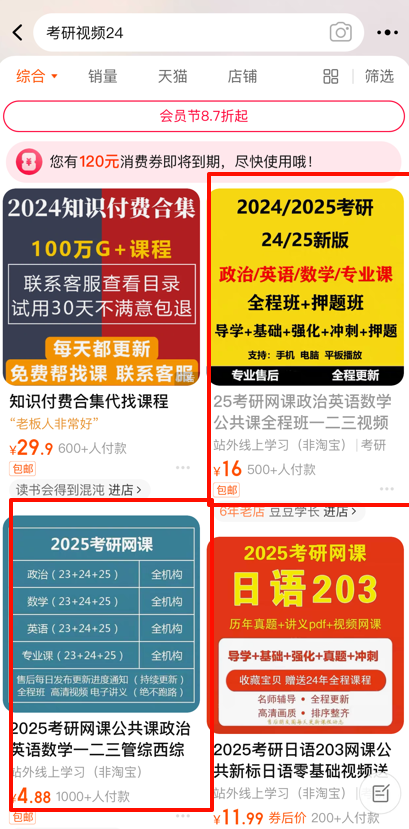 考研视频24
综合
销量
天猫
店铺
筛选
会员节8.7折起
您有120元消费券即将到期，尽快使用哦！
2024知识付费合集
100万G+课程
联系客服查看目录
试用30天不满意包退
每天都更新
免费帮找课 联系客服
知识付费合集代找课程
“老板人非常好”
¥29.9 600+人付款
包邮
读书会得到混沌 进店
2024/2025考研
24/25新版
政治/英语/数学/专业课
全程班+押题班
导学+基础+强化+冲刺+押题
支持：手机 电脑 平板播放
专业售后 全程更新
25考研网课政治英语数学
公共课全程班一二三视频
站外线上学习（非淘宝）|考研
¥16 500+人付款
包邮
6年老店 豆豆学长 进店
2025考研网课
政治（23+24+25） 全机构
数学（23+24+25） 全机构
英语（23+24+25） 全机构
专业课（23+24+25） 全机构
售后每日发布更新进度通知（持续更新）
全程班 高清视频 电子讲义（绝不跑路）
2025考研网课公共课政治
英语数学一二三管综西综
站外线上学习（非淘宝）
¥4.88 1000+人付款
包邮
2025考研网课
日语203
历年真题+讲义pdf+视频网课
导学+基础+强化+真题+冲刺
收藏宝贝 赠送24年全程课程
名师辅导 全程更新
高清画质 排序整齐
2025考研日语203网课公
共新标日语零基础视频送
站外线上学习（非淘宝）
¥11.99 券后价 200+人付款